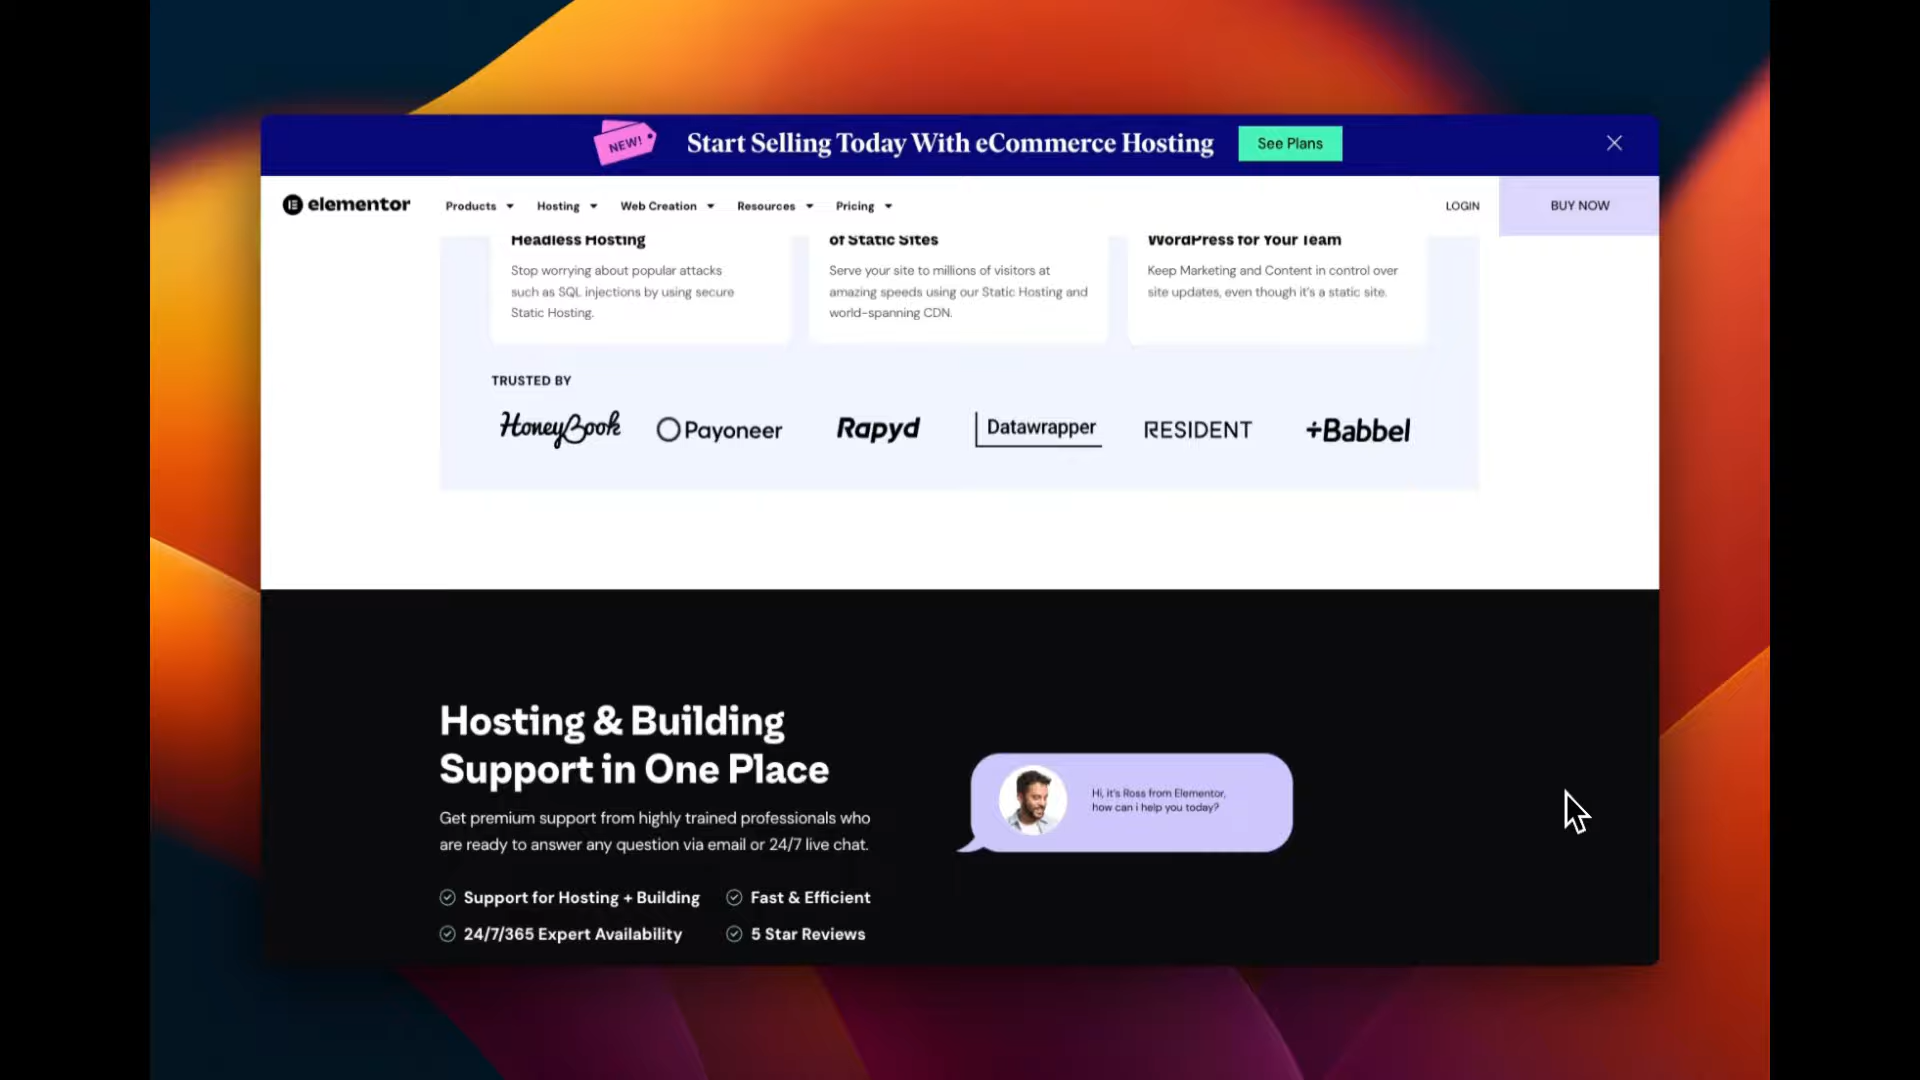 NEW!
Start Selling Today With eCommerce Hosting
See Plans
elementor
Products
Hosting
Web Creation
Resources
Pricing
LOGIN
BUY NOW
Headless Hosting
Stop worrying about popular attacks
such as SQL injections by using secure
Static Hosting.
of Static Sites
Serve your site to millions of visitors at
amazing speeds using our Static Hosting and
world-spanning CDN.
WordPress for Your Team
Keep Marketing and Content in control over
site updates, even though it's a static site.
TRUSTED BY
HoneyBook
Payoneer
Rapyd
Datawrapper
RESIDENT
+Babbel
Hosting & Building
Support in One Place
Get premium support from highly trained professionals who
are ready to answer any question via email or 24/7 live chat.
Support for Hosting + Building
Fast & Efficient
24/7/365 Expert Availability
5 Star Reviews
Hi, it's Ross from Elementor,
how can i help you today?